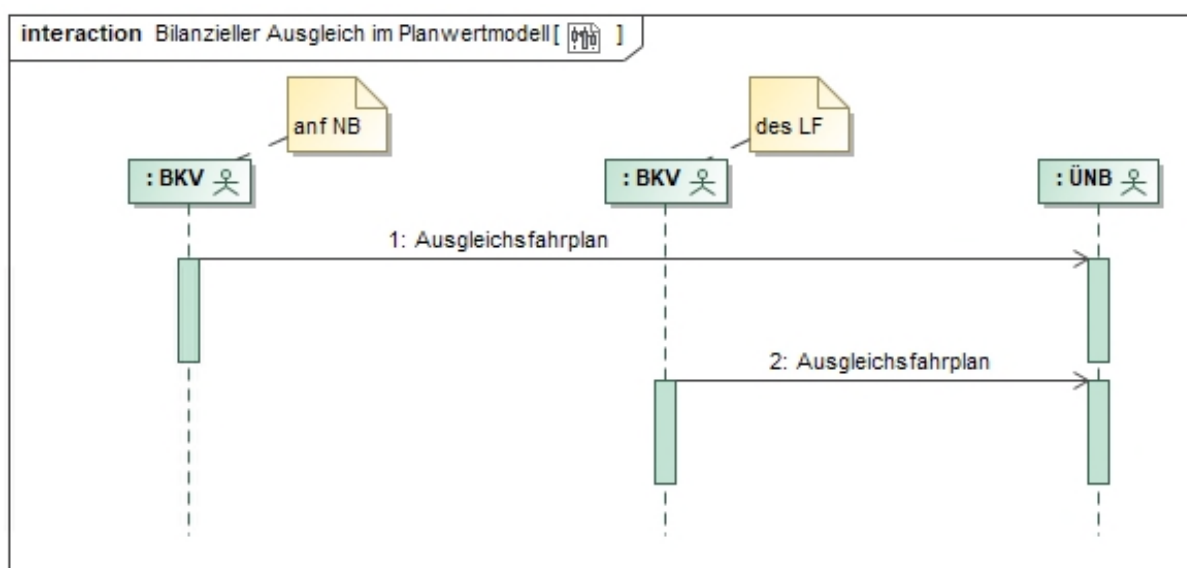 interaction Bilanzieller Ausgleich im Planwertmodell [ ]
anf NB
des LF
: BKV
: BKV
: ÜNB
1: Ausgleichsfahrplan
2: Ausgleichsfahrplan